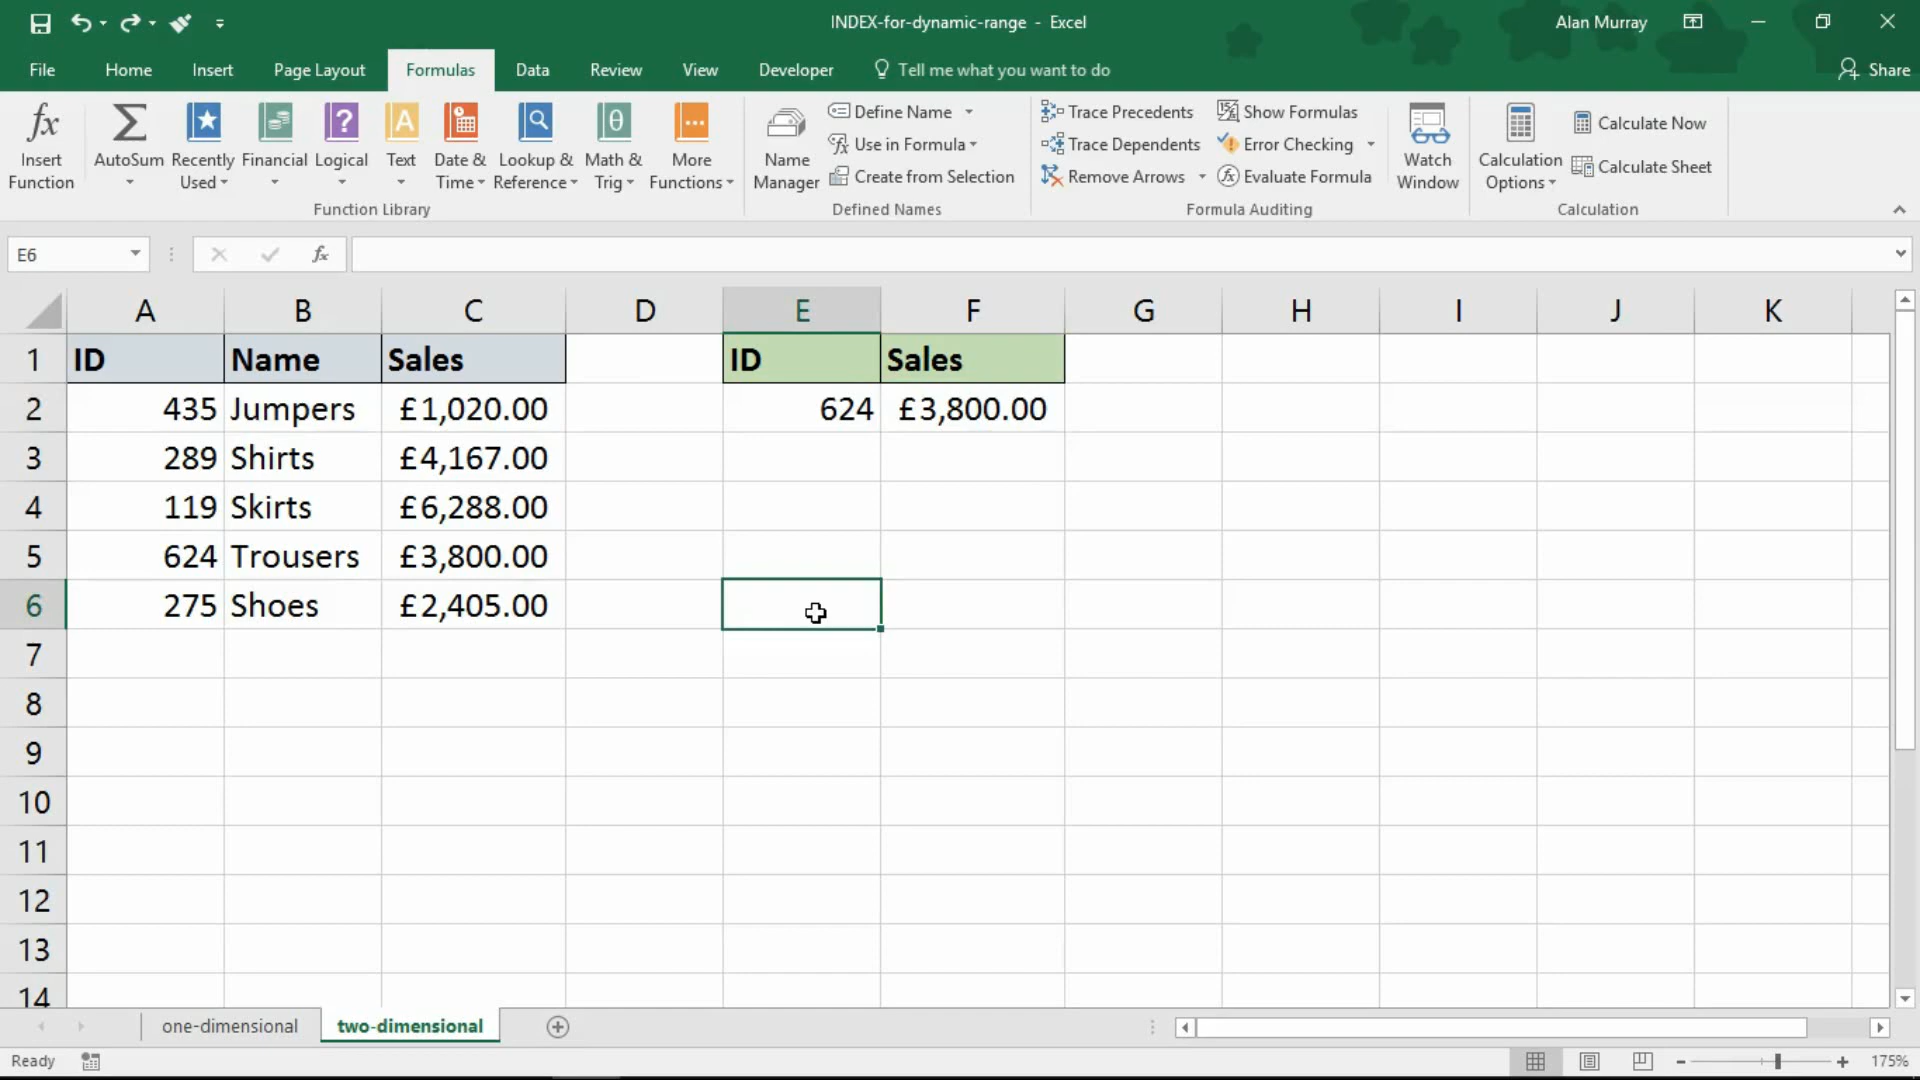 INDEX-for-dynamic-range - Excel
Alan Murray
File Home Insert Page Layout Formulas Data Review View Developer Tell me what you want to do Share
Insert Function
AutoSum
Recently Used
Financial
Logical
Text
Date & Time
Lookup & Reference
Math & Trig
More Functions
Function Library
Name Manager
Define Name
Use in Formula
Create from Selection
Defined Names
Trace Precedents
Trace Dependents
Remove Arrows
Show Formulas
Error Checking
Evaluate Formula
Formula Auditing
Watch Window
Calculation Options
Calculate Now
Calculate Sheet
Calculation
E6 fx
A B C D E F G H I J K
1 ID Name Sales ID Sales
2 435 Jumpers £1,020.00 624 £3,800.00
3 289 Shirts £4,167.00
4 119 Skirts £6,288.00
5 624 Trousers £3,800.00
6 275 Shoes £2,405.00
7
8
9
10
11
12
13
14
one-dimensional two-dimensional
Ready 175%